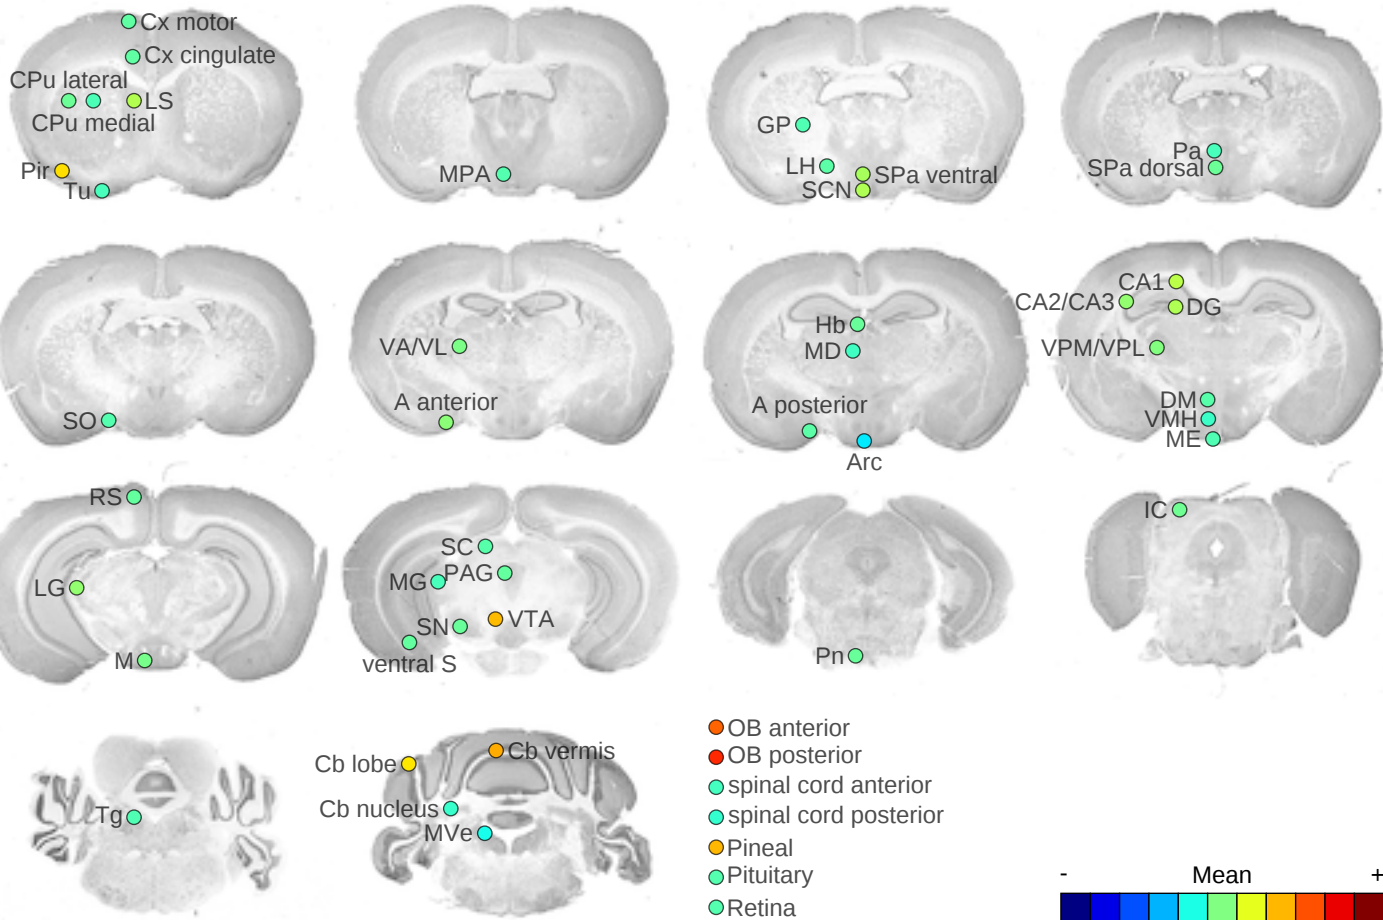 Cx motor
Cx cingulate
CPu lateral
LS
CPu medial
Pir
Tu
MPA
GP
LH
SPa ventral
SCN
Pa
SPa dorsal
SO
VA/VL
A anterior
Hb
MD
A posterior
Arc
CA1
CA2/CA3
DG
VPM/VPL
DM
VMH
ME
RS
LG
M
SC
PAG
MG
VTA
SN
ventral S
Pn
IC
Tg
Cb lobe
Cb vermis
Cb nucleus
MVe
OB anterior
OB posterior
spinal cord anterior
spinal cord posterior
Pineal
Pituitary
Retina
- Mean +